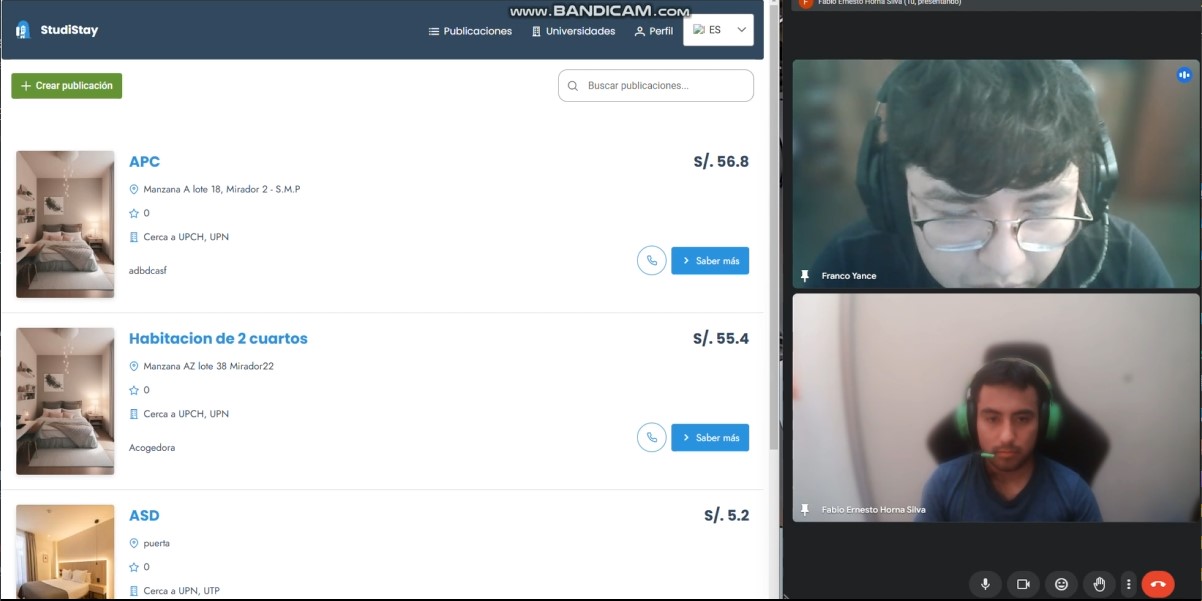 www.BANDICAM.com
StudiStay
Publicaciones
Universidades
Perfil
ES
Crear publicación
Buscar publicaciones...
APC
S/. 56.8
Manzana A lote 18, Mirador 2 - S.M.P
0
Cerca a UPCH, UPN
adbdcasf
Saber más
Habitacion de 2 cuartos
S/. 55.4
Manzana AZ lote 38 Mirador22
0
Cerca a UPCH, UPN
Acogedora
Saber más
ASD
S/. 5.2
puerta
0
Cerca a UPN, UTP
F
Fabio Ernesto Horna Silva (Tú, presentando)
Franco Yance
Fabio Ernesto Horna Silva